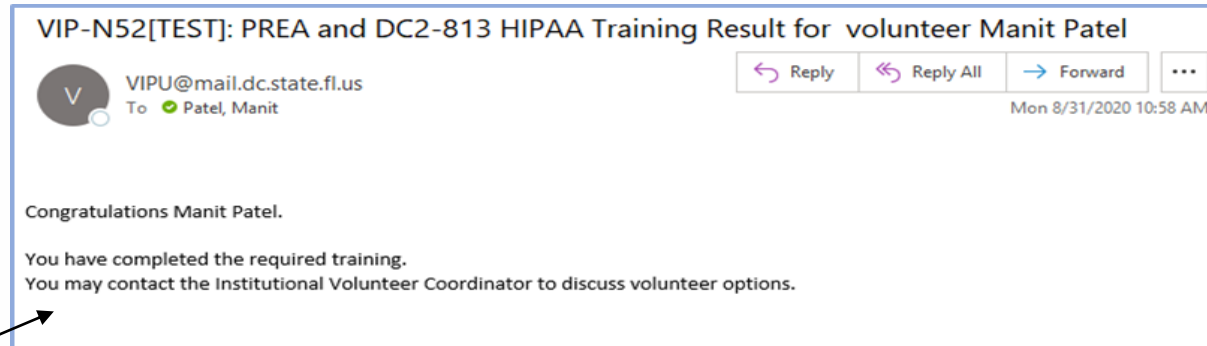 VIP-N52[TEST]: PREA and DC2-813 HIPAA Training Result for volunteer Manit Patel
V
VIPU@mail.dc.state.fl.us
To Patel, Manit
Reply
Reply All
Forward
...
Mon 8/31/2020 10:58 AM
Congratulations Manit Patel.
You have completed the required training.
You may contact the Institutional Volunteer Coordinator to discuss volunteer options.